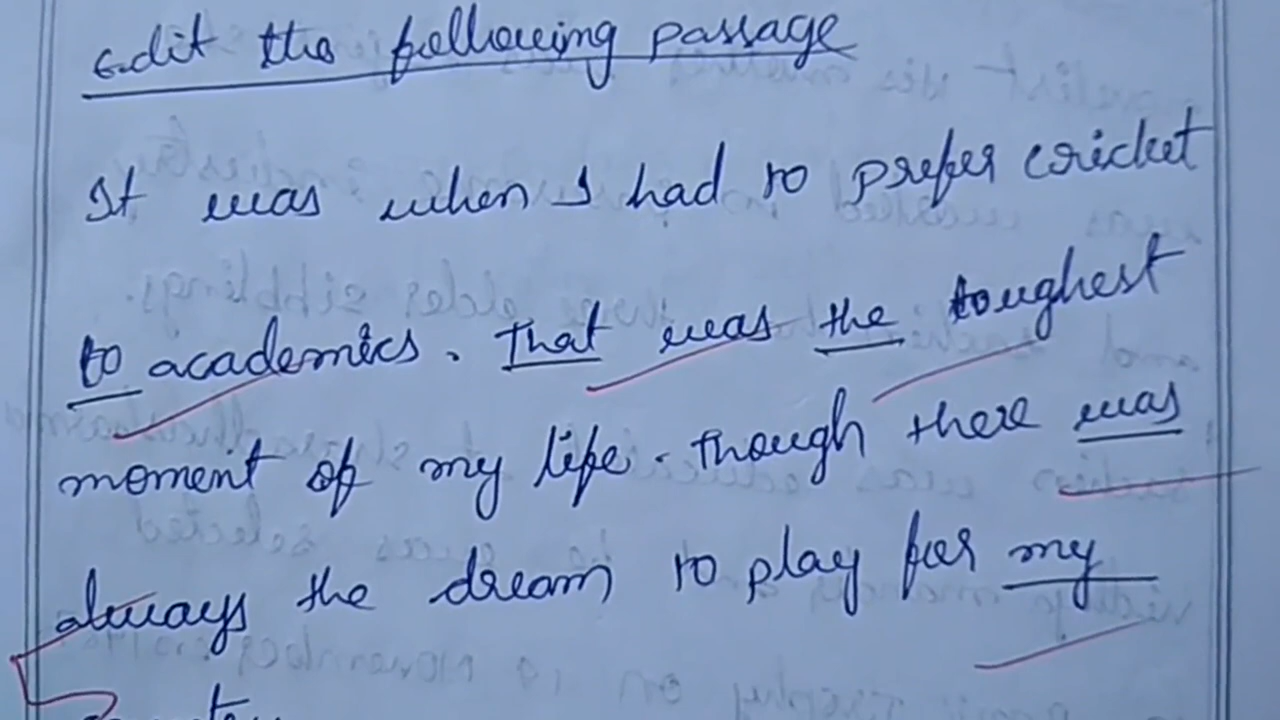 Edit the following passage
It was when I had to prefer cricket
to academics. That was the toughest
moment of my life. Though there was
always the dream to play for my